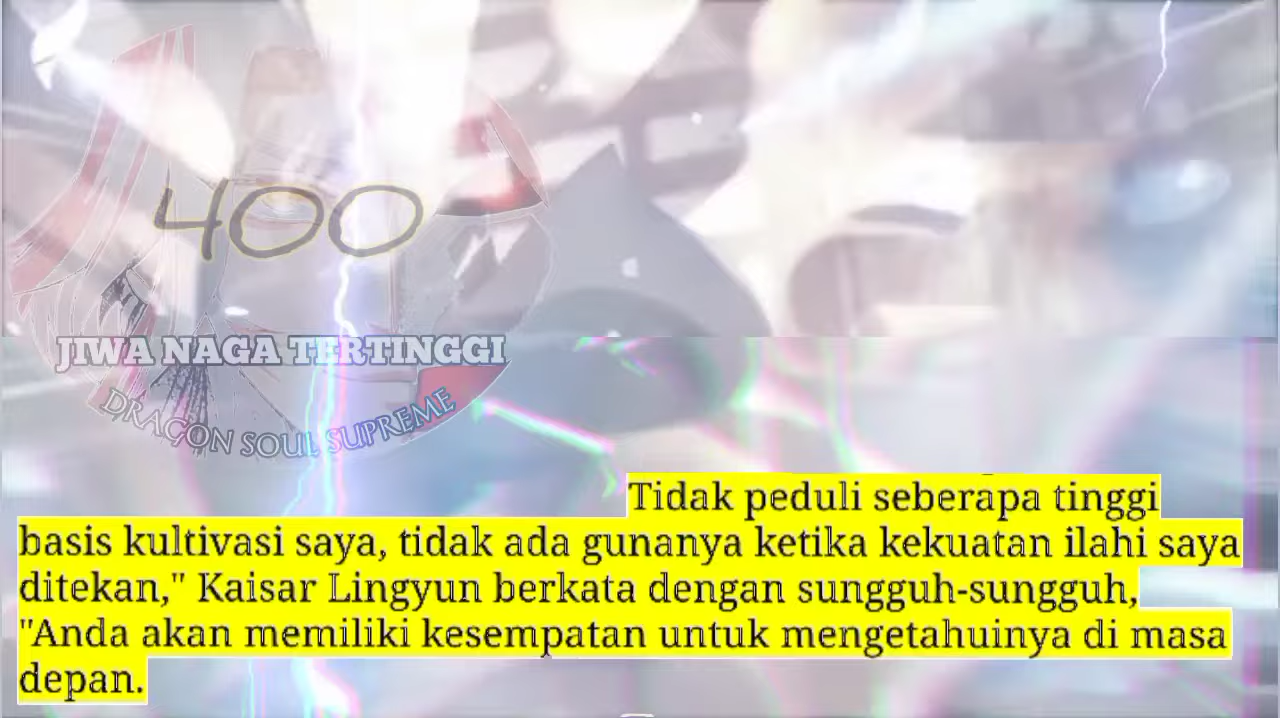 400
JIWA NAGA TERTINGGI
DRAGON SOUL SUPREME
Tidak peduli seberapa tinggi
basis kultivasi saya, tidak ada gunanya ketika kekuatan ilahi saya
ditekan," Kaisar Lingyun berkata dengan sungguh-sungguh,
"Anda akan memiliki kesempatan untuk mengetahuinya di masa
depan.